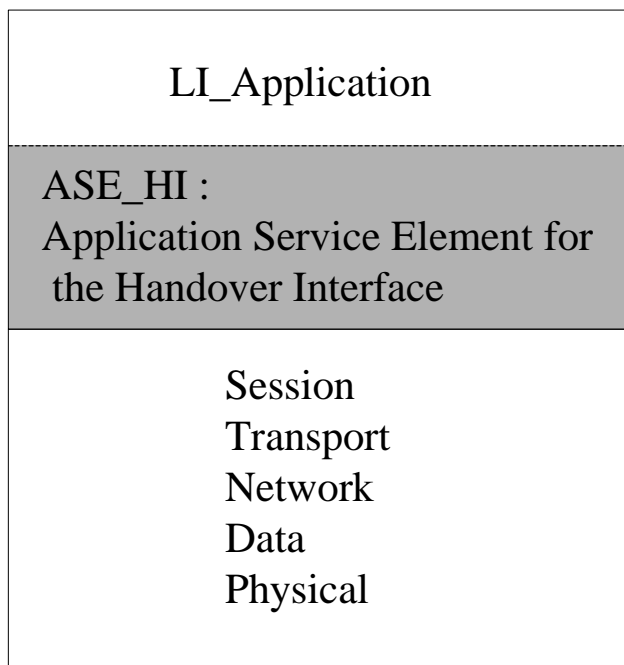 LI_Application
ASE_HI :
Application Service Element for
the Handover Interface
Session
Transport
Network
Data
Physical